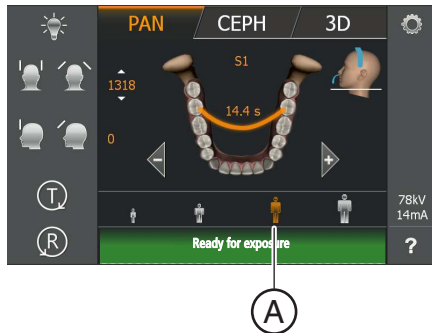 PAN CEPH 3D
S1
1318
14.4 s
0
- +
T
R
78kV
14mA
Ready for exposure
?
A